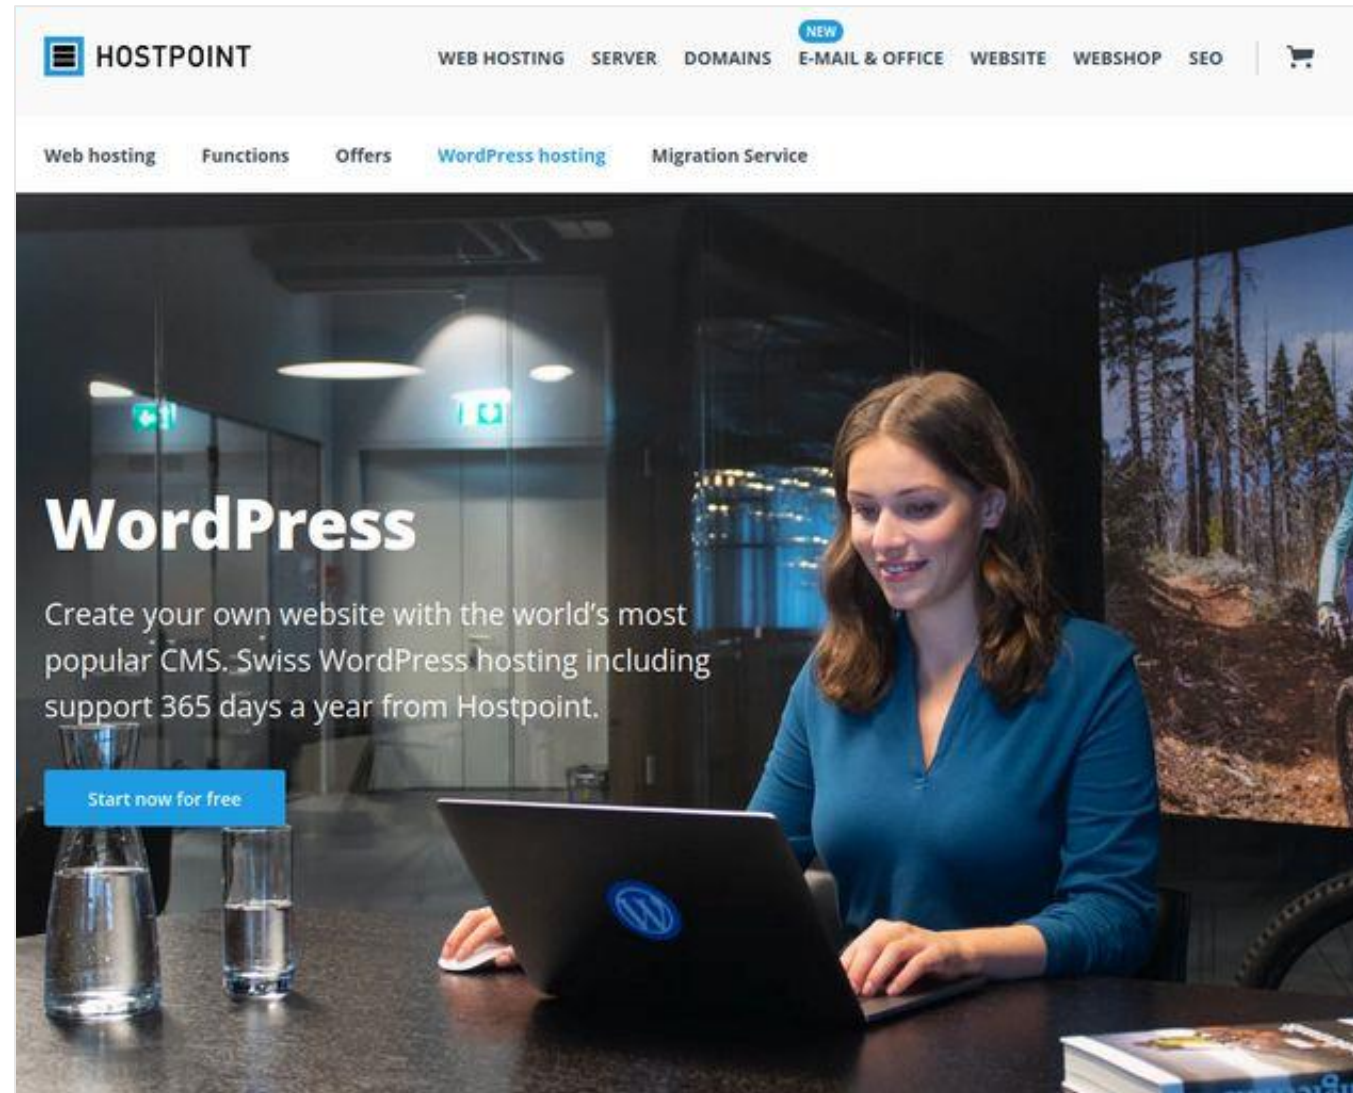 HOSTPOINT
NEW
WEB HOSTING SERVER DOMAINS E-MAIL & OFFICE WEBSITE WEBSHOP SEO
Web hosting Functions Offers WordPress hosting Migration Service
WordPress
Create your own website with the world's most
popular CMS. Swiss WordPress hosting including
support 365 days a year from Hostpoint.
Start now for free
W